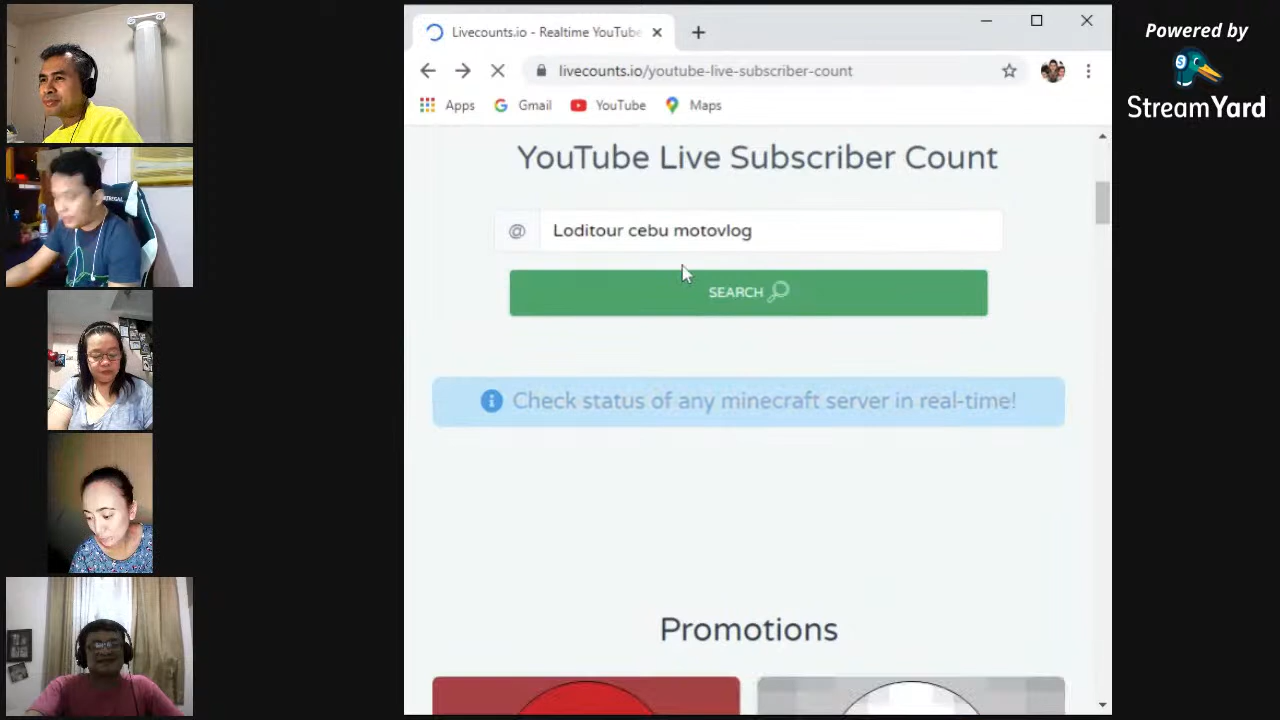 Livecounts.io - Realtime YouTube
livecounts.io/youtube-live-subscriber-count
Apps
Gmail
YouTube
Maps
YouTube Live Subscriber Count
@
Loditour cebu motovlog
SEARCH
Check status of any minecraft server in real-time!
Promotions
Powered by
StreamYard